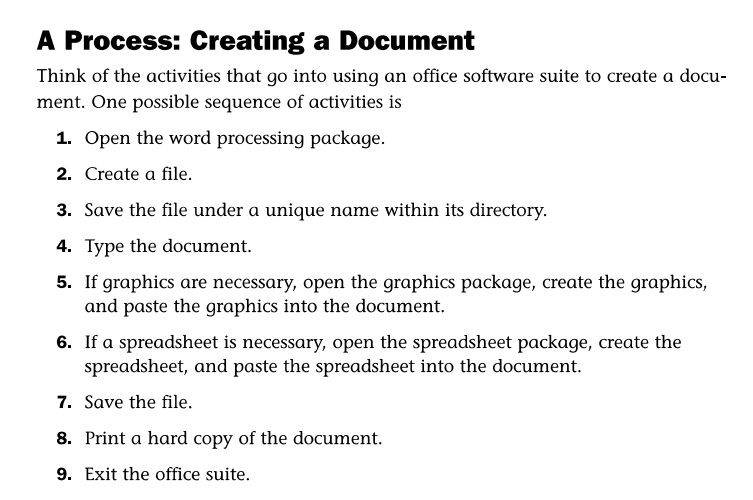 A Process: Creating a Document
Think of the activities that go into using an office software suite to create a docu-
ment. One possible sequence of activities is
1. Open the word processing package.
2. Create a file.
3. Save the file under a unique name within its directory.
4. Type the document.
5. If graphics are necessary, open the graphics package, create the graphics,
and paste the graphics into the document.
6. If a spreadsheet is necessary, open the spreadsheet package, create the
spreadsheet, and paste the spreadsheet into the document.
7. Save the file.
8. Print a hard copy of the document.
9. Exit the office suite.